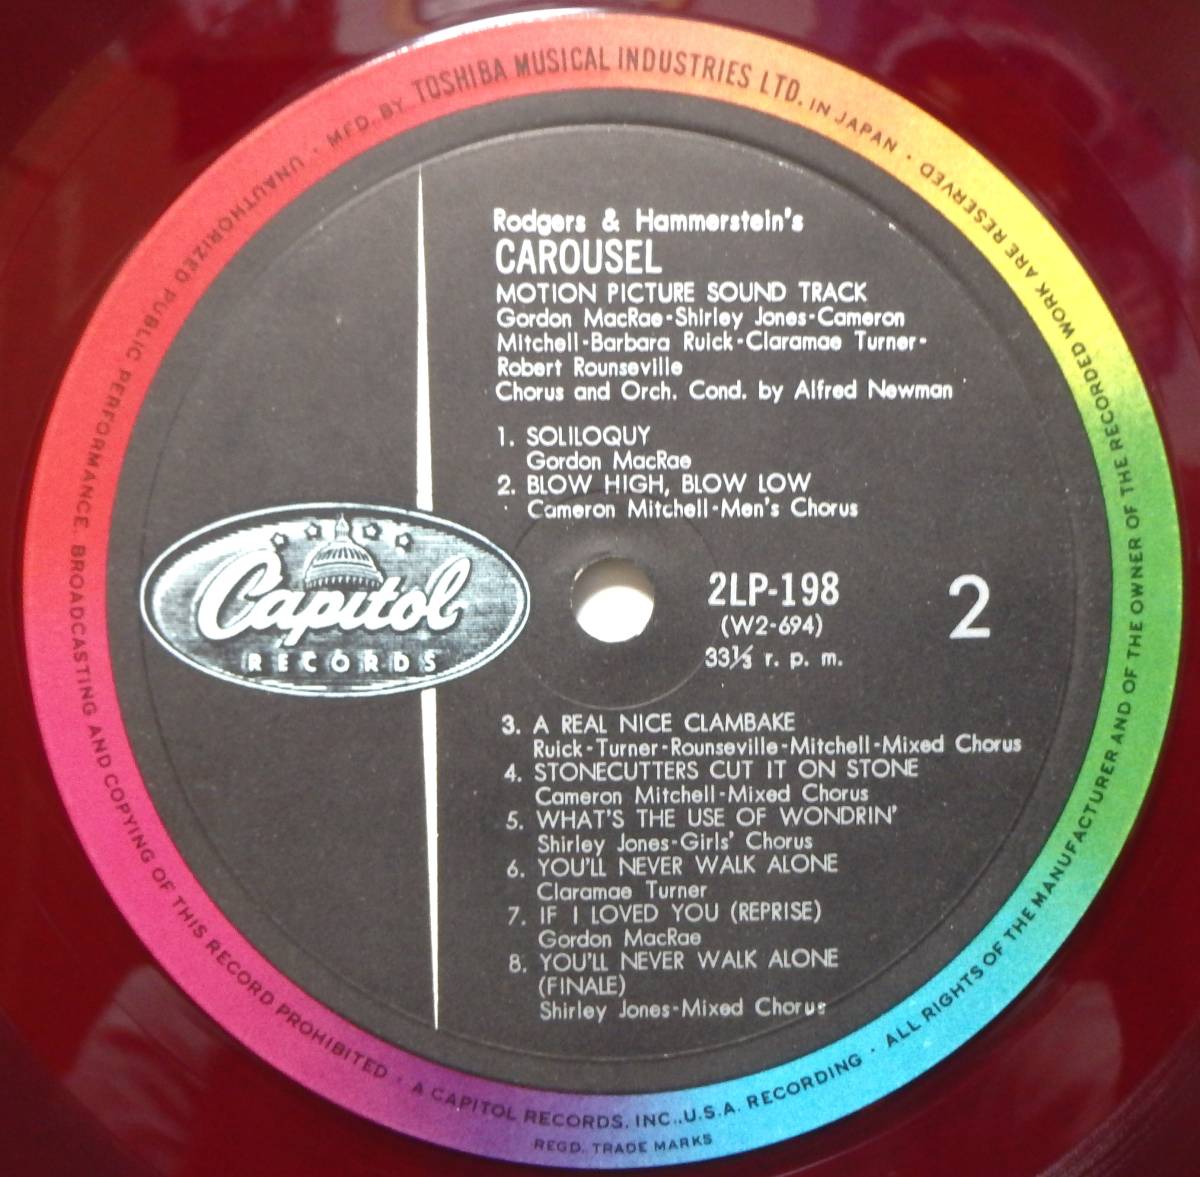 MFD. BY TOSHIBA MUSICAL INDUSTRIES LTD. IN JAPAN · ALL RIGHTS OF THE MANUFACTURER AND OF THE OWNER OF THE RECORDED WORK ARE RESERVED · UNAUTHORIZED PUBLIC PERFORMANCE, BROADCASTING AND COPYING OF THIS RECORD PROHIBITED · A CAPITOL RECORDS, INC., U.S.A. RECORDING ·
REGD. TRADE MARKS
Rodgers & Hammerstein's
CAROUSEL
MOTION PICTURE SOUND TRACK
Gordon MacRae-Shirley Jones-Cameron
Mitchell-Barbara Ruick-Claramae Turner-
Robert Rounseville
Chorus and Orch. Cond. by Alfred Newman
1. SOLILOQUY
Gordon MacRae
2. BLOW HIGH, BLOW LOW
Cameron Mitchell-Men's Chorus
Capitol
RECORDS
2LP-198
(W2-694)
33⅓ r. p. m.
2
3. A REAL NICE CLAMBAKE
Ruick-Turner-Rounseville-Mitchell-Mixed Chorus
4. STONECUTTERS CUT IT ON STONE
Cameron Mitchell-Mixed Chorus
5. WHAT'S THE USE OF WONDRIN'
Shirley Jones-Girls' Chorus
6. YOU'LL NEVER WALK ALONE
Claramae Turner
7. IF I LOVED YOU (REPRISE)
Gordon MacRae
8. YOU'LL NEVER WALK ALONE
(FINALE)
Shirley Jones-Mixed Chorus